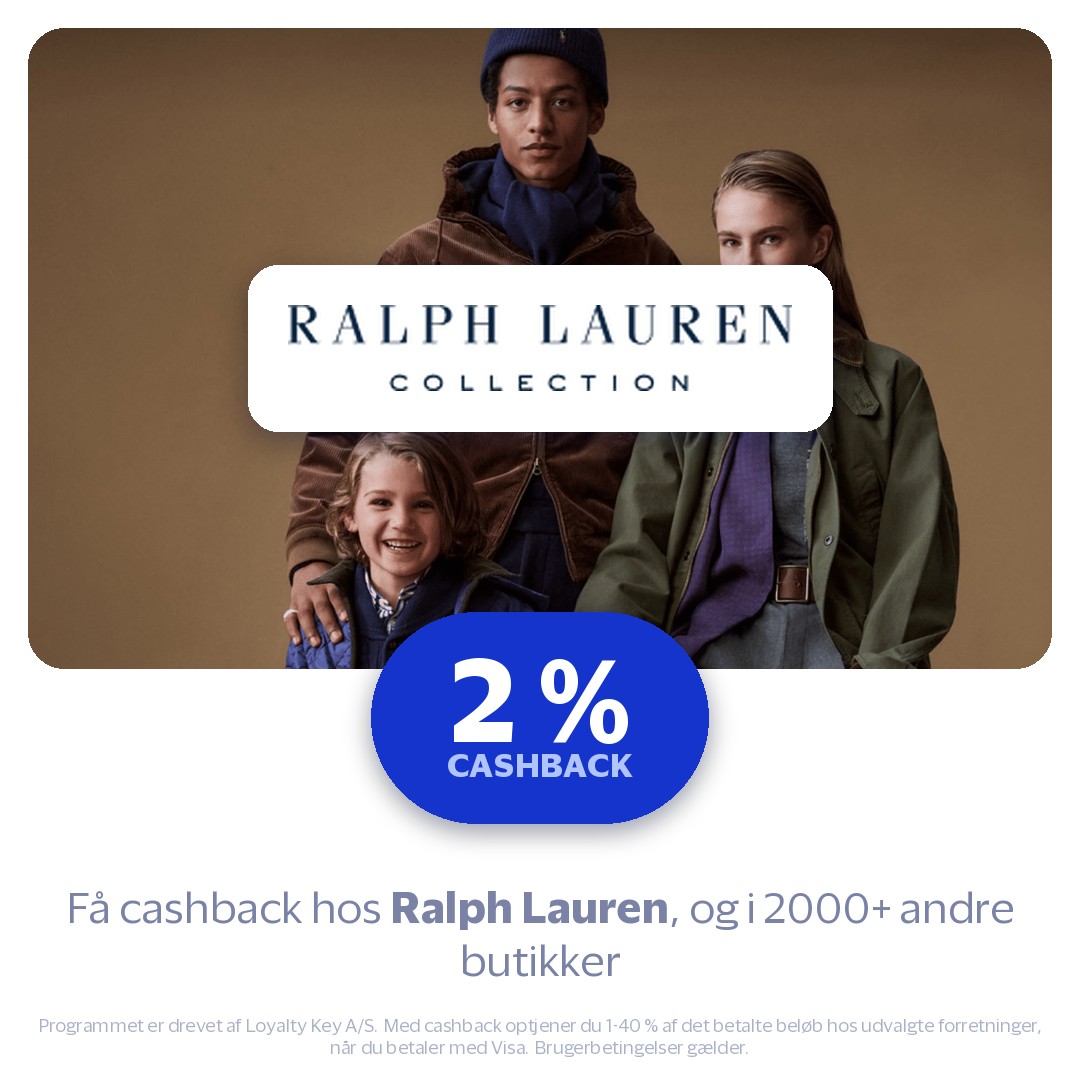 RALPH LAUREN
COLLECTION
2 %
CASHBACK
Få cashback hos Ralph Lauren, og i 2000+ andre
butikker
Programmet er drevet af Loyalty Key A/S. Med cashback optjener du 1-40 % af det betalte beløb hos udvalgte forretninger,
når du betaler med Visa. Brugerbetingelser gælder.